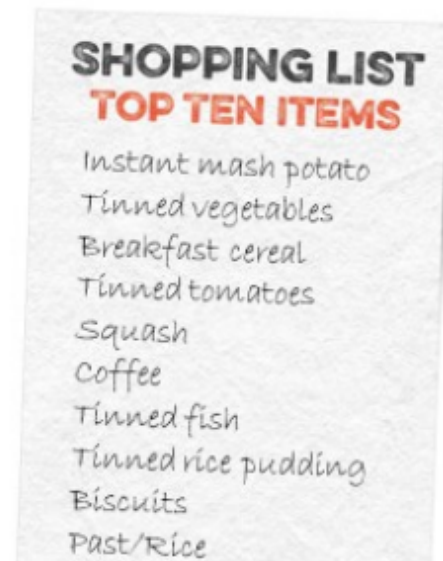 SHOPPING LIST
TOP TEN ITEMS
Instant mash potato
Tinned vegetables
Breakfast cereal
Tinned tomatoes
Squash
Coffee
Tinned fish
Tinned rice pudding
Biscuits
Past/Rice